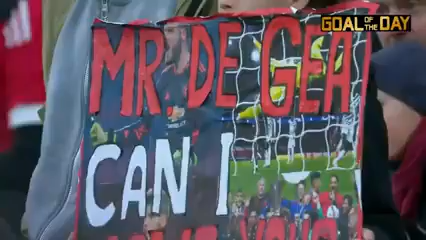 GOAL OF THE DAY
MR, DE GEA
CAN I